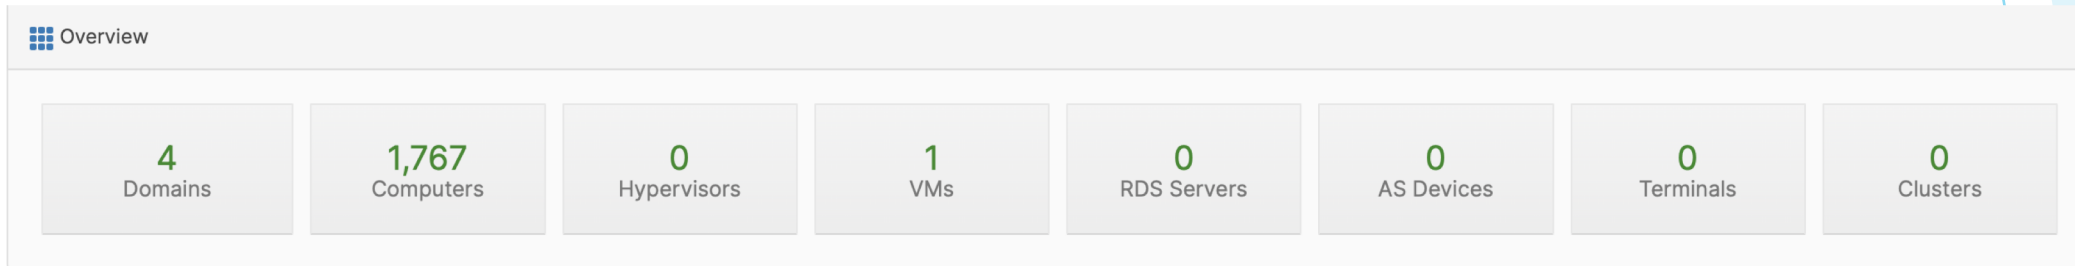 Overview
4
Domains
1,767
Computers
0
Hypervisors
1
VMs
0
RDS Servers
0
AS Devices
0
Terminals
0
Clusters